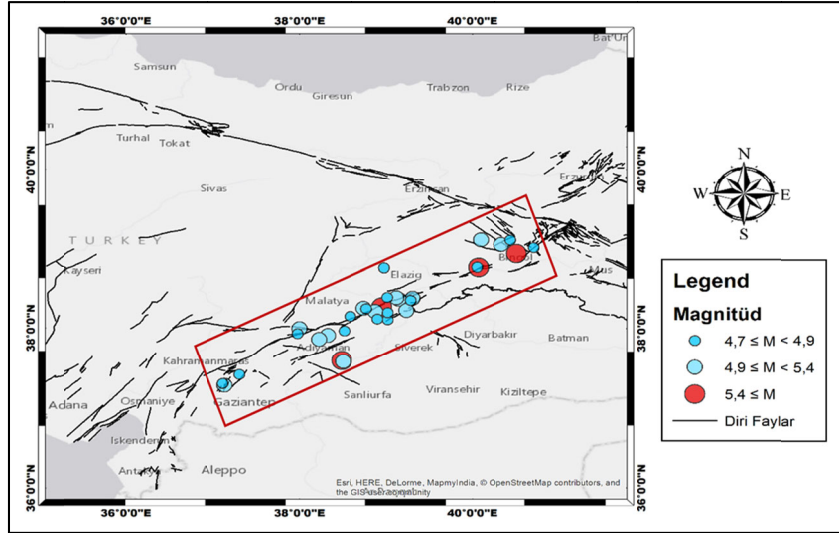 36°0'0"E 38°0'0"E 40°0'0"E
Bat'Um
Samsun
Ordu
Giresun
Trabzon
Rize
Turhal
Tokat
Erzurum
Erzincan
Sivas
TURKEY
Bingol
Kayseri
Elazig
Mus
Malatya
Diyarbakir
Batman
Adiyaman
Siverek
Kahramanmaras
Sanliurfa
Viransehir
Kiziltepe
Adana
Osmaniye
Gaziantep
Iskenderun
Antakya
Aleppo
Esri, HERE, DeLorme, MapmyIndia, © OpenStreetMap contributors, and
the GIS user community
36°0'0"E 38°0'0"E 40°0'0"E
40°0'0"N
38°0'0"N
36°0'0"N
40°0'0"N
38°0'0"N
36°0'0"N
N
W E
S
Legend
Magnitüd
4,7 ≤ M < 4,9
4,9 ≤ M < 5,4
5,4 ≤ M
Diri Faylar